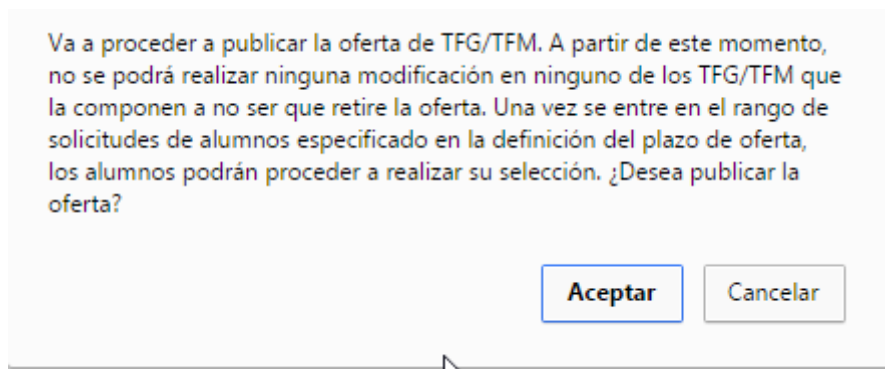 Va a proceder a publicar la oferta de TFG/TFM. A partir de este momento,
no se podrá realizar ninguna modificación en ninguno de los TFG/TFM que
la componen a no ser que retire la oferta. Una vez se entre en el rango de
solicitudes de alumnos especificado en la definición del plazo de oferta,
los alumnos podrán proceder a realizar su selección. ¿Desea publicar la
oferta?
Aceptar Cancelar